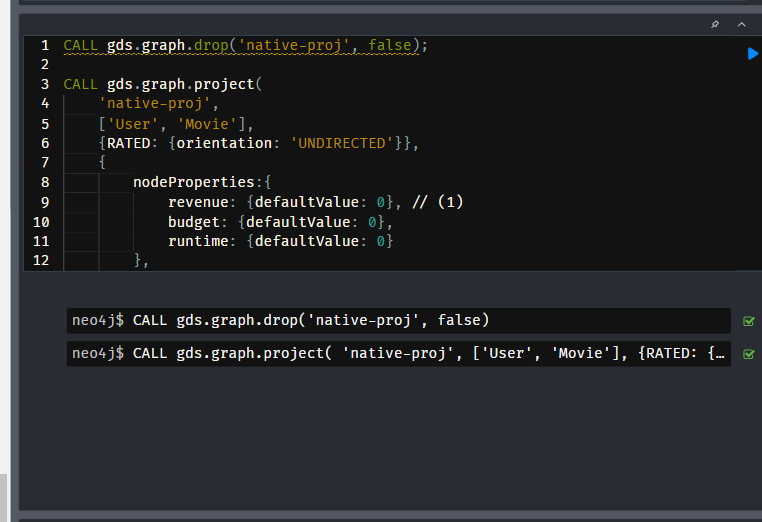 1 CALL gds.graph.drop('native-proj', false);
2
3 CALL gds.graph.project(
4     'native-proj',
5     ['User', 'Movie'],
6     {RATED: {orientation: 'UNDIRECTED'}},
7     {
8         nodeProperties:{
9             revenue: {defaultValue: 0}, // (1)
10             budget: {defaultValue: 0},
11             runtime: {defaultValue: 0}
12         },
neo4j$ CALL gds.graph.drop('native-proj', false)
neo4j$ CALL gds.graph.project( 'native-proj', ['User', 'Movie'], {RATED: {…